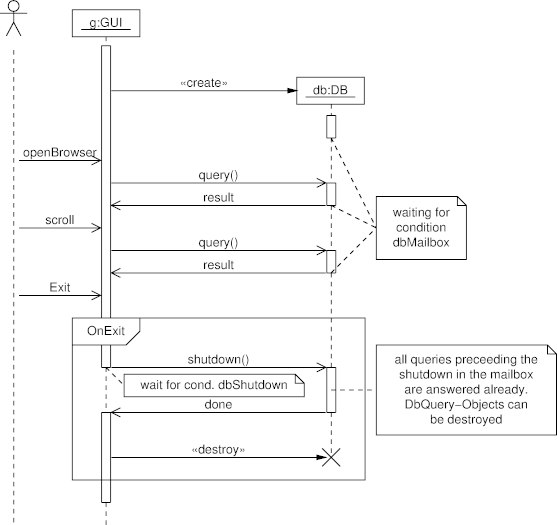 g:GUI
«create»
db:DB
openBrowser
query()
result
waiting for
condition
dbMailbox
scroll
query()
result
Exit
OnExit
shutdown()
wait for cond. dbShutdown
done
all queries preceeding the
shutdown in the mailbox
are answered already.
DbQuery−Objects can
be destroyed
«destroy»